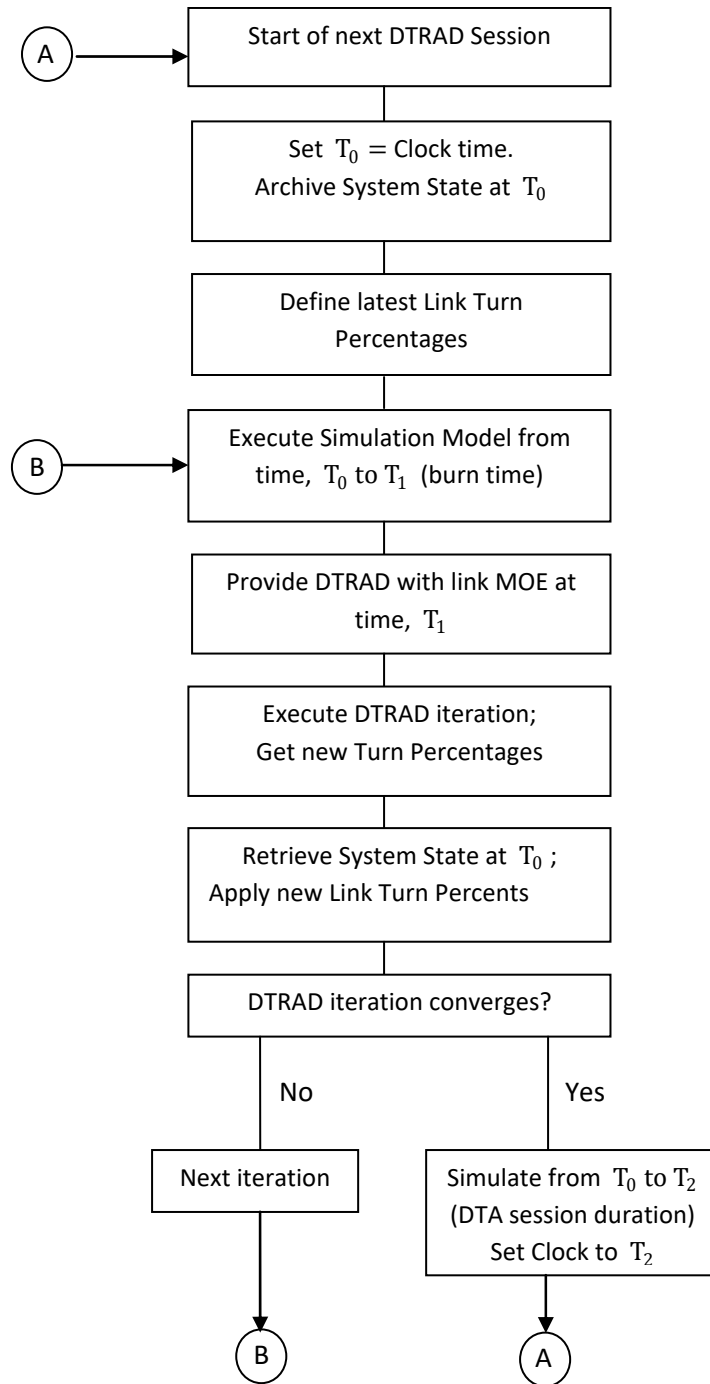 A
Start of next DTRAD Session
Set T₀ = Clock time.
Archive System State at T₀
Define latest Link Turn
Percentages
B
Execute Simulation Model from
time, T₀ to T₁ (burn time)
Provide DTRAD with link MOE at
time, T₁
Execute DTRAD iteration;
Get new Turn Percentages
Retrieve System State at T₀ ;
Apply new Link Turn Percents
DTRAD iteration converges?
No
Yes
Next iteration
Simulate from T₀ to T₂
(DTA session duration)
Set Clock to T₂
B
A